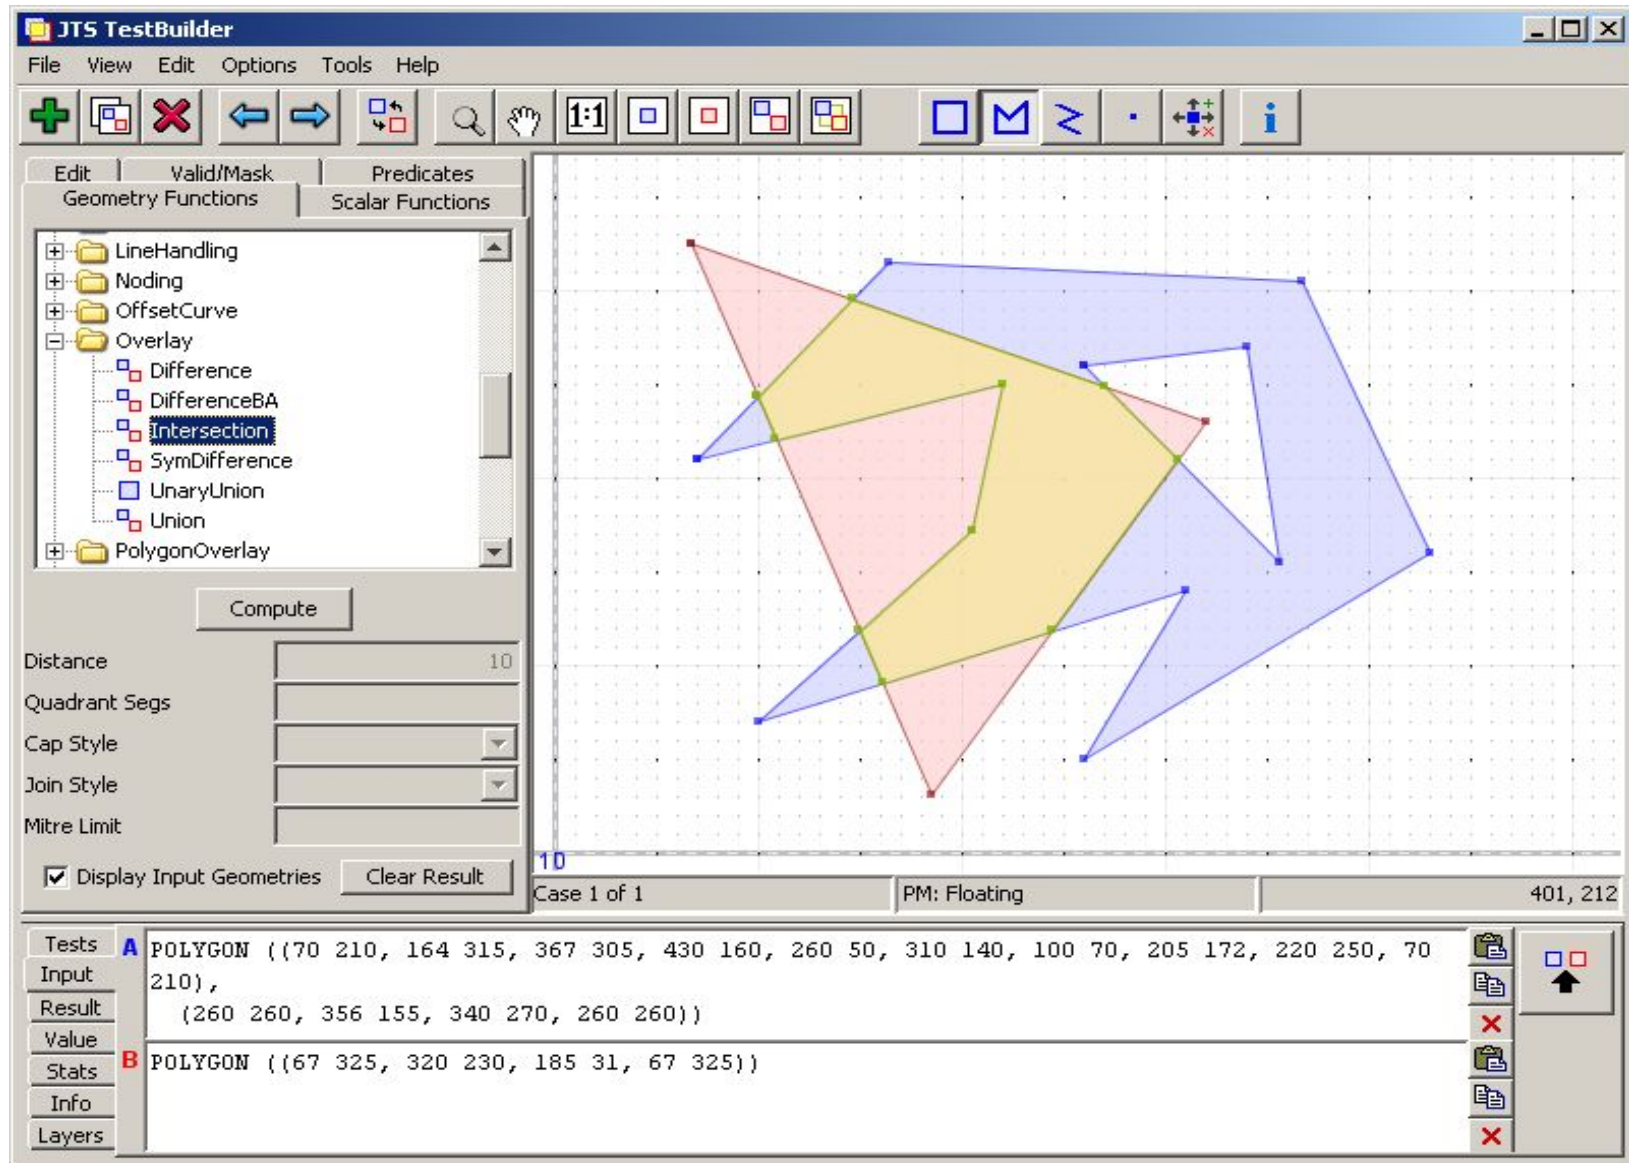 JTS TestBuilder
File View Edit Options Tools Help
1:1
i
Edit Valid/Mask Predicates
Geometry Functions Scalar Functions
LineHandling
Noding
OffsetCurve
Overlay
Difference
DifferenceBA
Intersection
SymDifference
UnaryUnion
Union
PolygonOverlay
Compute
Distance 10
Quadrant Segs
Cap Style
Join Style
Mitre Limit
Display Input Geometries Clear Result
10
Case 1 of 1 PM: Floating 401, 212
Tests
Input
Result
Value
Stats
Info
Layers
A POLYGON ((70 210, 164 315, 367 305, 430 160, 260 50, 310 140, 100 70, 205 172, 220 250, 70
210),
(260 260, 356 155, 340 270, 260 260))
B POLYGON ((67 325, 320 230, 185 31, 67 325))